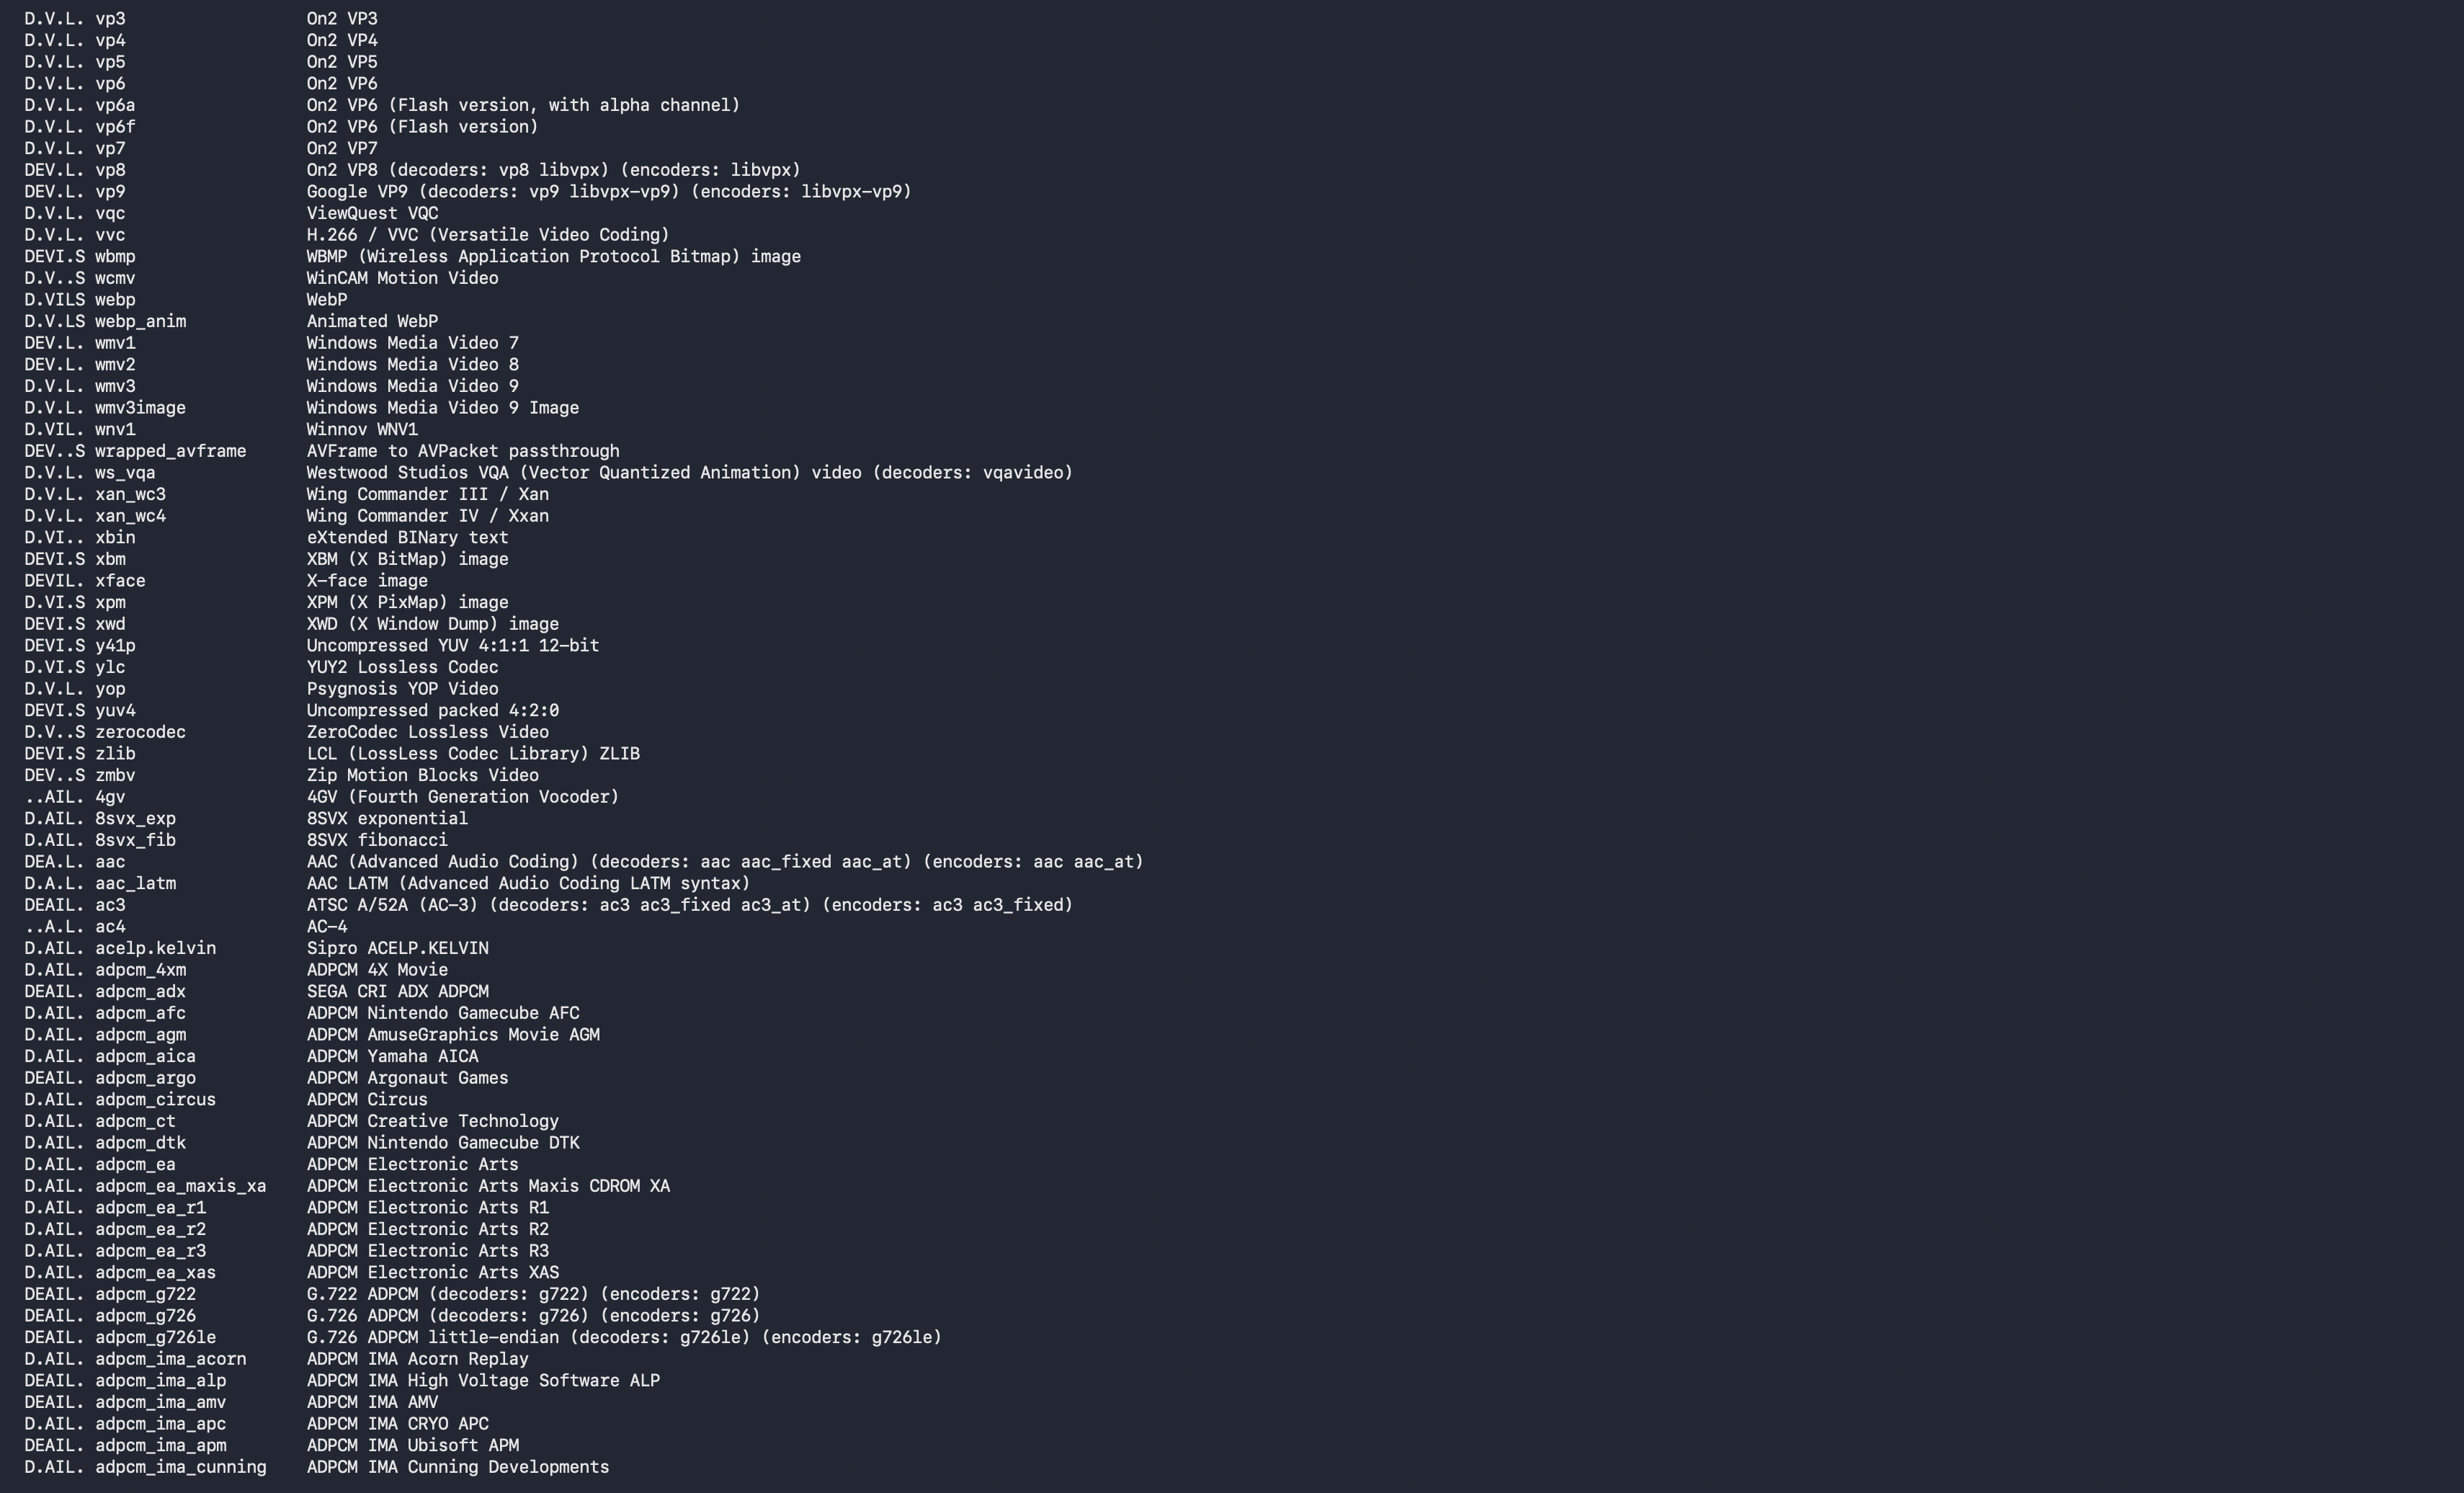 D.V.L. vp3                  On2 VP3
D.V.L. vp4                  On2 VP4
D.V.L. vp5                  On2 VP5
D.V.L. vp6                  On2 VP6
D.V.L. vp6a                 On2 VP6 (Flash version, with alpha channel)
D.V.L. vp6f                 On2 VP6 (Flash version)
D.V.L. vp7                  On2 VP7
DEV.L. vp8                  On2 VP8 (decoders: vp8 libvpx) (encoders: libvpx)
DEV.L. vp9                  Google VP9 (decoders: vp9 libvpx-vp9) (encoders: libvpx-vp9)
D.V.L. vqc                  ViewQuest VQC
D.V.L. vvc                  H.266 / VVC (Versatile Video Coding)
DEVI.S wbmp                 WBMP (Wireless Application Protocol Bitmap) image
D.V..S wcmv                 WinCAM Motion Video
D.VILS webp                 WebP
D.V.LS webp_anim            Animated WebP
DEV.L. wmv1                 Windows Media Video 7
DEV.L. wmv2                 Windows Media Video 8
D.V.L. wmv3                 Windows Media Video 9
D.V.L. wmv3image            Windows Media Video 9 Image
D.VIL. wnv1                 Winnov WNV1
DEV..S wrapped_avframe      AVFrame to AVPacket passthrough
D.V.L. ws_vqa               Westwood Studios VQA (Vector Quantized Animation) video (decoders: vqavideo)
D.V.L. xan_wc3              Wing Commander III / Xan
D.V.L. xan_wc4              Wing Commander IV / Xxan
D.VI.. xbin                 eXtended BINary text
DEVI.S xbm                  XBM (X BitMap) image
DEVIL. xface                X-face image
D.VI.S xpm                  XPM (X PixMap) image
DEVI.S xwd                  XWD (X Window Dump) image
DEVI.S y41p                 Uncompressed YUV 4:1:1 12-bit
D.VI.S ylc                  YUY2 Lossless Codec
D.V.L. yop                  Psygnosis YOP Video
DEVI.S yuv4                 Uncompressed packed 4:2:0
D.V..S zerocodec            ZeroCodec Lossless Video
DEVI.S zlib                 LCL (LossLess Codec Library) ZLIB
DEV..S zmbv                 Zip Motion Blocks Video
..AIL. 4gv                  4GV (Fourth Generation Vocoder)
D.AIL. 8svx_exp             8SVX exponential
D.AIL. 8svx_fib             8SVX fibonacci
DEA.L. aac                  AAC (Advanced Audio Coding) (decoders: aac aac_fixed aac_at) (encoders: aac aac_at)
D.A.L. aac_latm             AAC LATM (Advanced Audio Coding LATM syntax)
DEAIL. ac3                  ATSC A/52A (AC-3) (decoders: ac3 ac3_fixed ac3_at) (encoders: ac3 ac3_fixed)
..A.L. ac4                  AC-4
D.AIL. acelp.kelvin         Sipro ACELP.KELVIN
D.AIL. adpcm_4xm            ADPCM 4X Movie
DEAIL. adpcm_adx            SEGA CRI ADX ADPCM
D.AIL. adpcm_afc            ADPCM Nintendo Gamecube AFC
D.AIL. adpcm_agm            ADPCM AmuseGraphics Movie AGM
D.AIL. adpcm_aica           ADPCM Yamaha AICA
DEAIL. adpcm_argo           ADPCM Argonaut Games
D.AIL. adpcm_circus         ADPCM Circus
D.AIL. adpcm_ct             ADPCM Creative Technology
D.AIL. adpcm_dtk            ADPCM Nintendo Gamecube DTK
D.AIL. adpcm_ea             ADPCM Electronic Arts
D.AIL. adpcm_ea_maxis_xa    ADPCM Electronic Arts Maxis CDROM XA
D.AIL. adpcm_ea_r1          ADPCM Electronic Arts R1
D.AIL. adpcm_ea_r2          ADPCM Electronic Arts R2
D.AIL. adpcm_ea_r3          ADPCM Electronic Arts R3
D.AIL. adpcm_ea_xas         ADPCM Electronic Arts XAS
DEAIL. adpcm_g722           G.722 ADPCM (decoders: g722) (encoders: g722)
DEAIL. adpcm_g726           G.726 ADPCM (decoders: g726) (encoders: g726)
DEAIL. adpcm_g726le         G.726 ADPCM little-endian (decoders: g726le) (encoders: g726le)
D.AIL. adpcm_ima_acorn      ADPCM IMA Acorn Replay
DEAIL. adpcm_ima_alp        ADPCM IMA High Voltage Software ALP
DEAIL. adpcm_ima_amv        ADPCM IMA AMV
D.AIL. adpcm_ima_apc        ADPCM IMA CRYO APC
DEAIL. adpcm_ima_apm        ADPCM IMA Ubisoft APM
D.AIL. adpcm_ima_cunning    ADPCM IMA Cunning Developments